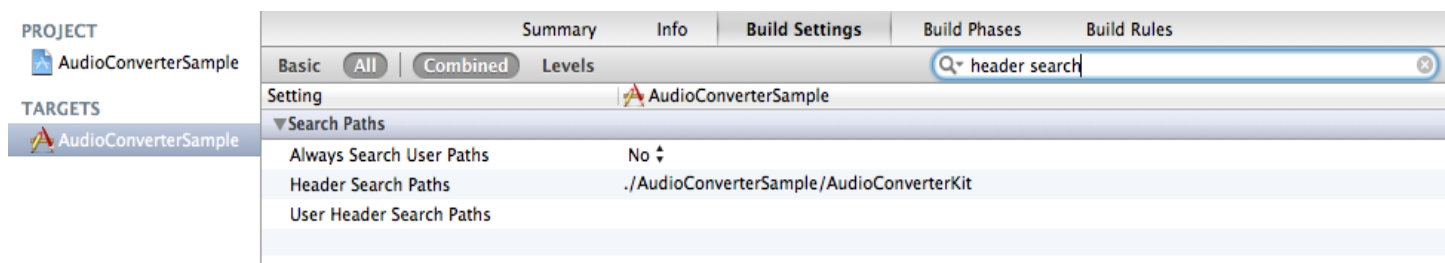 PROJECT
AudioConverterSample
TARGETS
AudioConverterSample
Summary Info Build Settings Build Phases Build Rules
Basic All Combined Levels header search
Setting AudioConverterSample
Search Paths
Always Search User Paths No
Header Search Paths ./AudioConverterSample/AudioConverterKit
User Header Search Paths